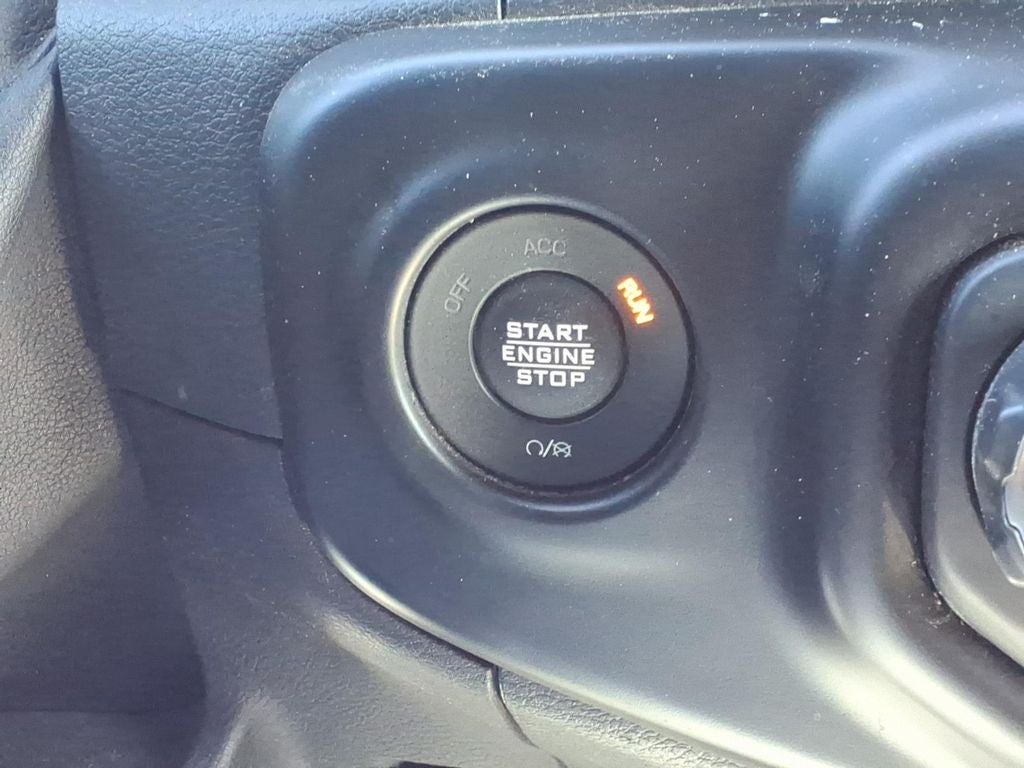 ACC
OFF
RUN
START
ENGINE
STOP
/